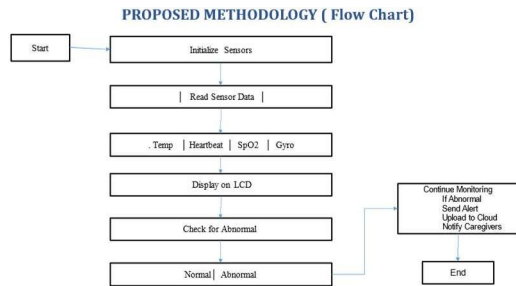 PROPOSED METHODOLOGY ( Flow Chart)
Start
Initialize Sensors
| Read Sensor Data |
. Temp | Heartbeat | SpO2 | Gyro
Display on LCD
Check for Abnormal
Normal| Abnormal
Continue Monitoring
If Abnormal
Send Alert
Upload to Cloud
Notify Caregivers
End